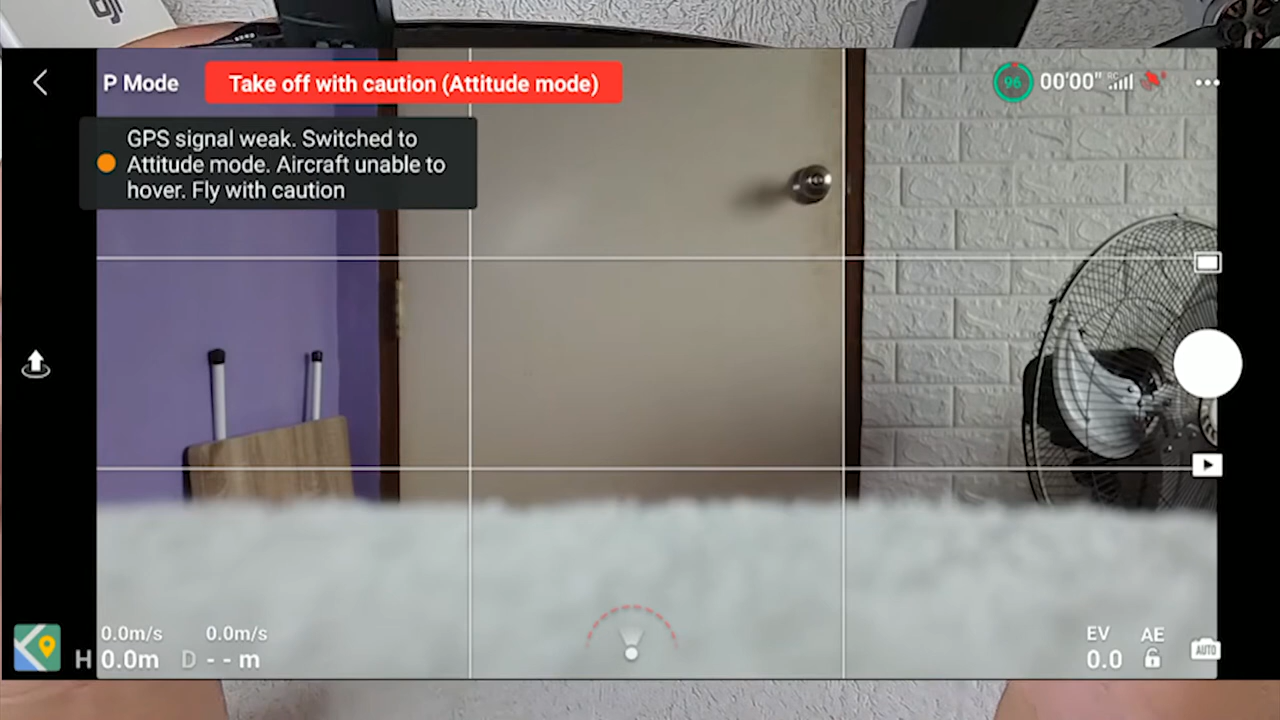 P Mode
Take off with caution (Attitude mode)
96
00'00"
RC
GPS signal weak. Switched to
Attitude mode. Aircraft unable to
hover. Fly with caution
0.0m/s 0.0m/s
H 0.0m D - - m
EV AE
0.0
AUTO